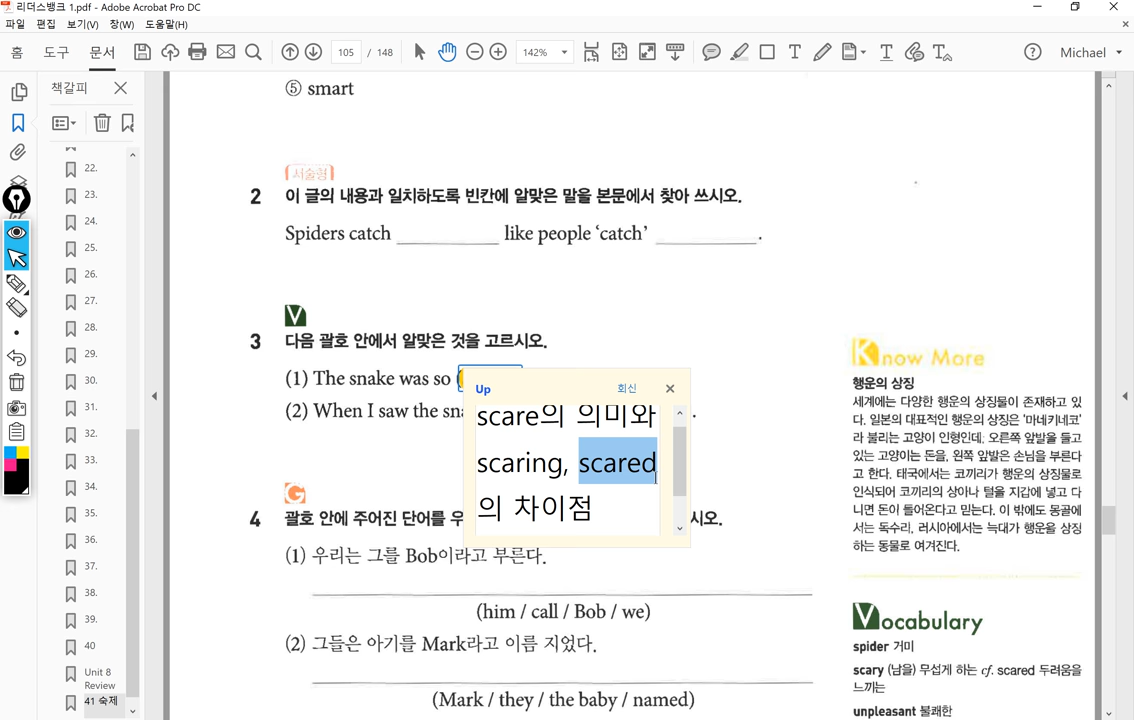 리더스뱅크 1.pdf - Adobe Acrobat Pro DC
파일 편집 보기(V) 창(W) 도움말(H)
홈 도구 문서 105 / 148 142% Michael
책갈피
22.
23.
24.
25.
26.
27.
28.
29.
30.
31.
32.
33.
34.
35.
36.
37.
38.
39.
40
Unit 8
Review
41 숙제
⑤ smart
서술형
2 이 글의 내용과 일치하도록 빈칸에 알맞은 말을 본문에서 찾아 쓰시오.
Spiders catch __________ like people ‘catch’ __________.
V
3 다음 괄호 안에서 알맞은 것을 고르시오.
(1) The snake was so (
(2) When I saw the sna .
Up 회신
scare의 의미와
scaring, scared
의 차이점
G
4 괄호 안에 주어진 단어를 우 시오.
(1) 우리는 그를 Bob이라고 부른다.
(him / call / Bob / we)
(2) 그들은 아기를 Mark라고 이름 지었다.
(Mark / they / the baby / named)
Know More
행운의 상징
세계에는 다양한 행운의 상징물이 존재하고 있
다. 일본의 대표적인 행운의 상징은 ‘마네키네코’
라 불리는 고양이 인형인데, 오른쪽 앞발을 들고
있는 고양이는 돈을, 왼쪽 앞발은 손님을 부른다
고 한다. 태국에서는 코끼리가 행운의 상징물로
인식되어 코끼리의 상아나 털을 지갑에 넣고 다
니면 돈이 들어온다고 믿는다. 이 밖에도 몽골에
서는 독수리, 러시아에서는 늑대가 행운을 상징
하는 동물로 여겨진다.
Vocabulary
spider 거미
scary (남을) 무섭게 하는 cf. scared 두려움을
느끼는
unpleasant 불쾌한